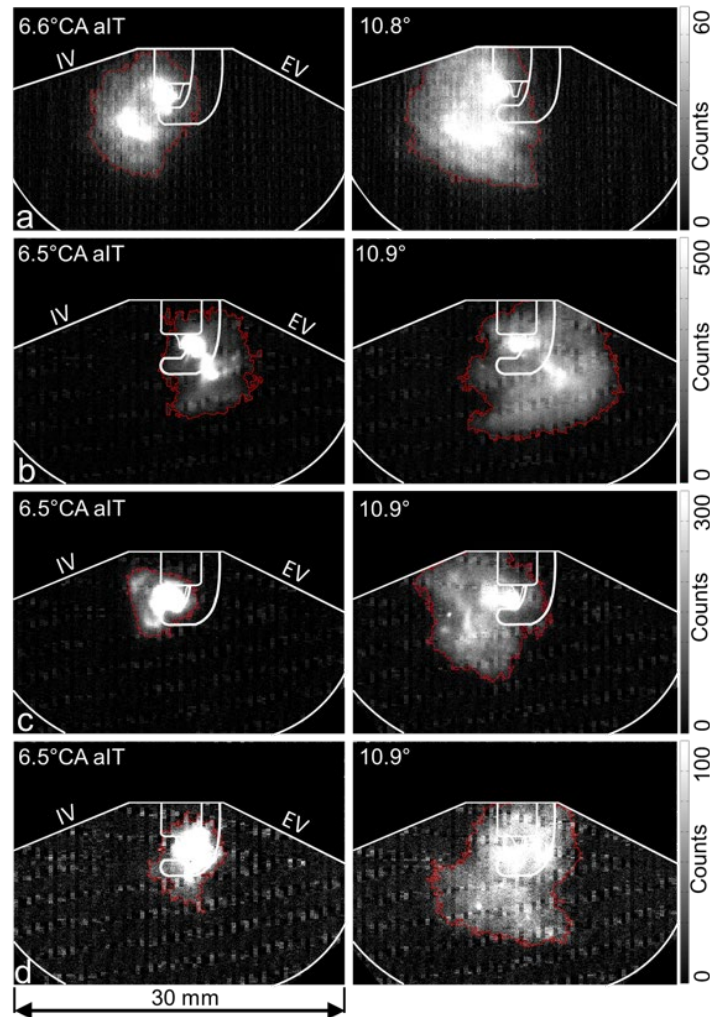 6.6°CA aIT
10.8°
60
IV
EV
Counts
a
0
6.5°CA aIT
10.9°
500
IV
EV
Counts
b
0
6.5°CA aIT
10.9°
300
IV
EV
Counts
c
0
6.5°CA aIT
10.9°
100
IV
EV
Counts
d
0
30 mm